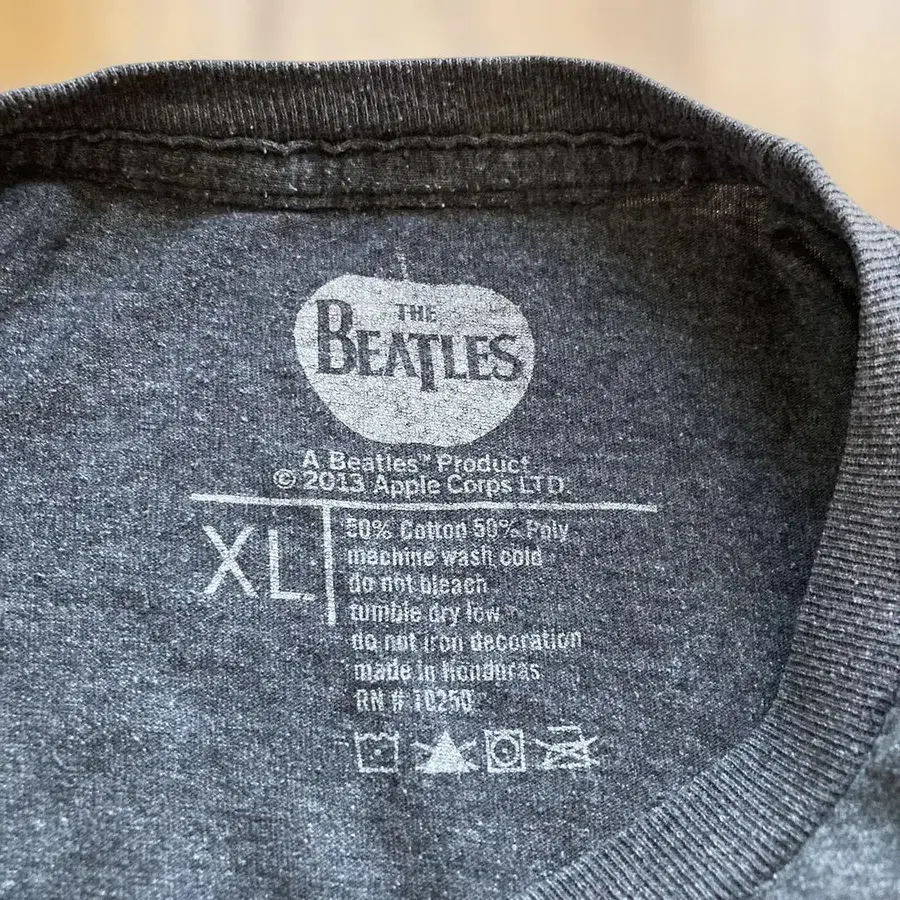 THE
BEATLES
A Beatles™ Product
© 2013 Apple Corps LTD.
XL
50% Cotton 50% Poly
machine wash cold
do not bleach
tumble dry low
do not iron decoration
made in Honduras
RN # 10250